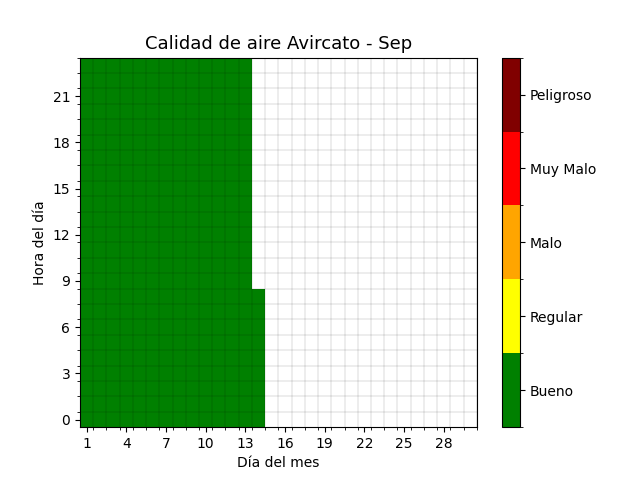 Calidad de aire Avircato - Sep
Hora del día
21
18
15
12
9
6
3
0
1 4 7 10 13 16 19 22 25 28
Día del mes
Peligroso
Muy Malo
Malo
Regular
Bueno